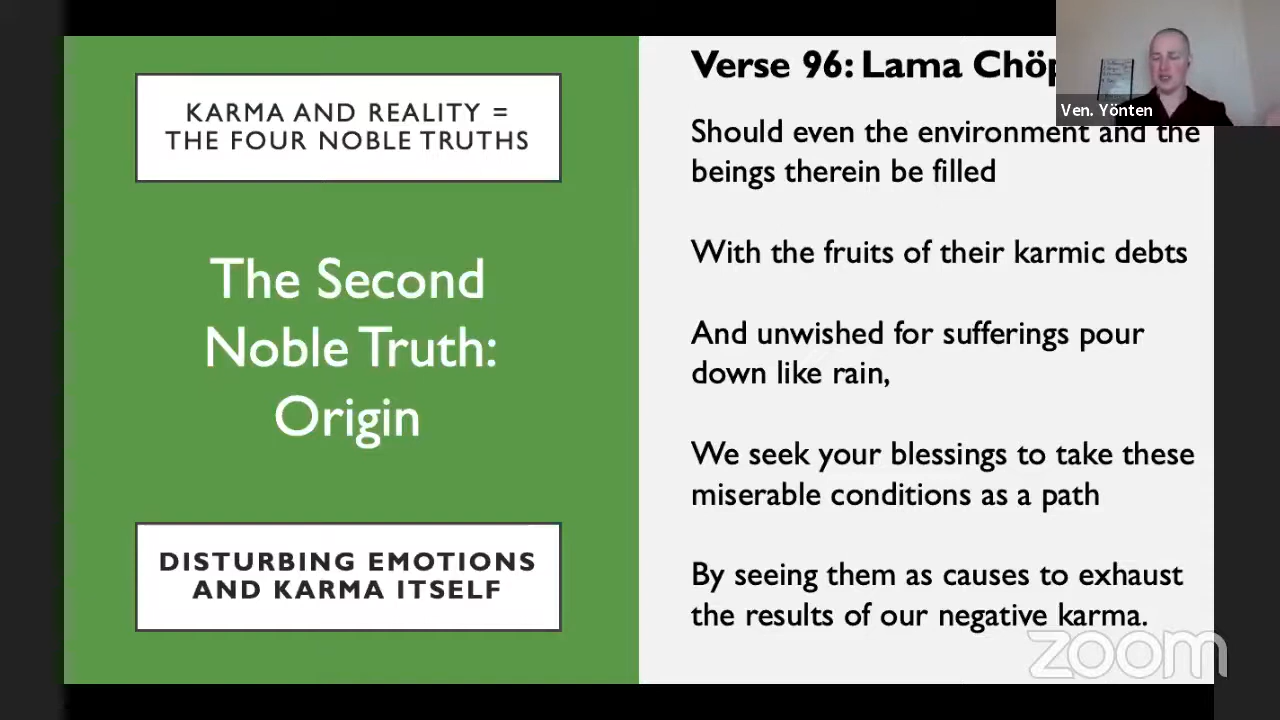 KARMA AND REALITY =
THE FOUR NOBLE TRUTHS
The Second
Noble Truth:
Origin
DISTURBING EMOTIONS
AND KARMA ITSELF
Verse 96: Lama Chöp
Should even the environment and the
beings therein be filled
With the fruits of their karmic debts
And unwished for sufferings pour
down like rain,
We seek your blessings to take these
miserable conditions as a path
By seeing them as causes to exhaust
the results of our negative karma.
Ven. Yönten
zoom